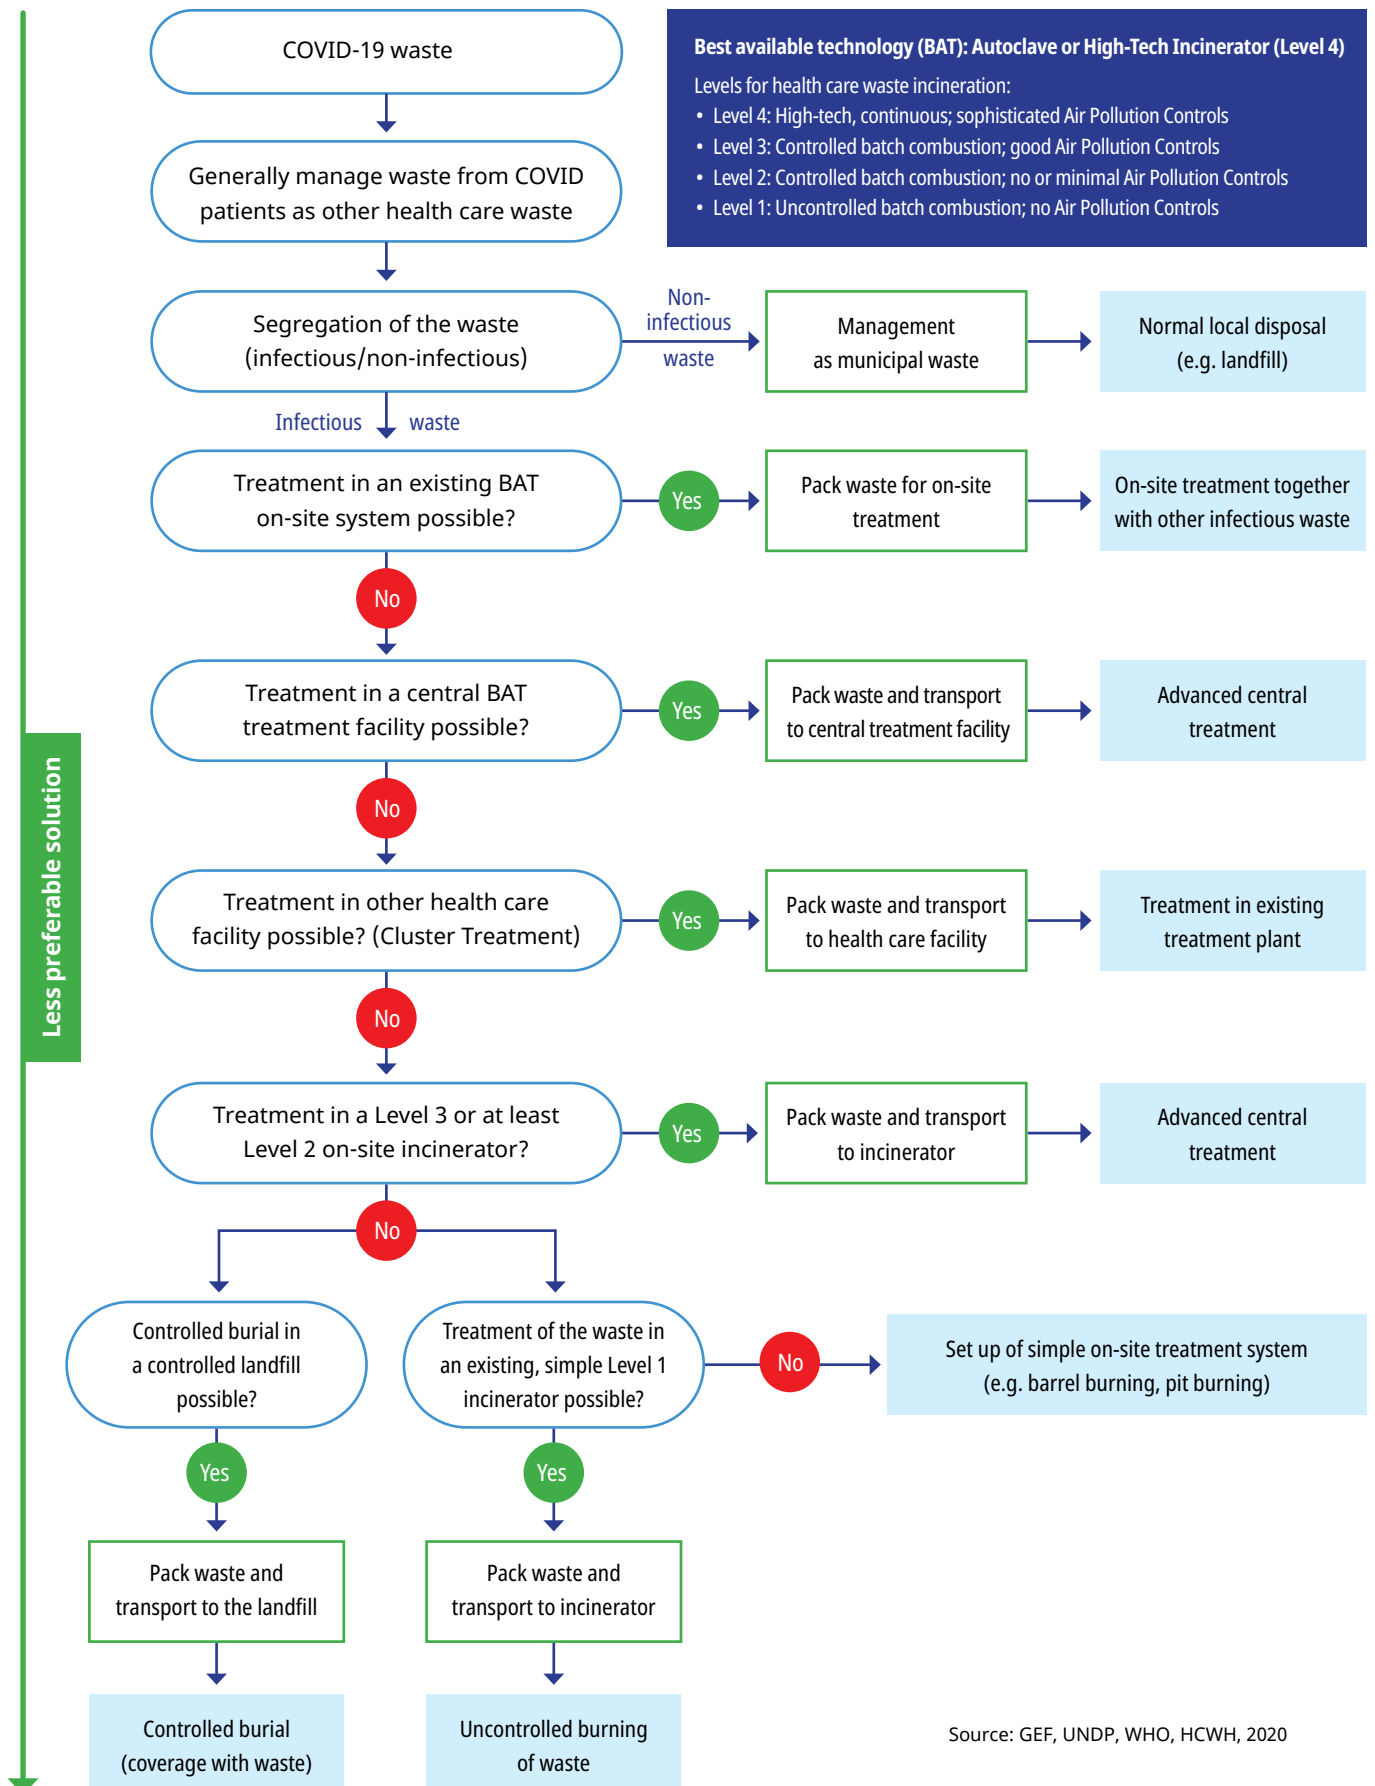 COVID-19 waste
Best available technology (BAT): Autoclave or High-Tech Incinerator (Level 4)
Levels for health care waste incineration:
• Level 4: High-tech, continuous; sophisticated Air Pollution Controls
• Level 3: Controlled batch combustion; good Air Pollution Controls
• Level 2: Controlled batch combustion; no or minimal Air Pollution Controls
• Level 1: Uncontrolled batch combustion; no Air Pollution Controls
Generally manage waste from COVID
patients as other health care waste
Segregation of the waste
(infectious/non-infectious)
Non-
infectious
waste
Management
as municipal waste
Normal local disposal
(e.g. landfill)
Infectious waste
Treatment in an existing BAT
on-site system possible?
Yes
Pack waste for on-site
treatment
On-site treatment together
with other infectious waste
No
Treatment in a central BAT
treatment facility possible?
Yes
Pack waste and transport
to central treatment facility
Advanced central
treatment
No
Less preferable solution
Treatment in other health care
facility possible? (Cluster Treatment)
Yes
Pack waste and transport
to health care facility
Treatment in existing
treatment plant
No
Treatment in a Level 3 or at least
Level 2 on-site incinerator?
Yes
Pack waste and transport
to incinerator
Advanced central
treatment
No
Controlled burial in
a controlled landfill
possible?
Treatment of the waste in
an existing, simple Level 1
incinerator possible?
No
Set up of simple on-site treatment system
(e.g. barrel burning, pit burning)
Yes
Yes
Pack waste and
transport to the landfill
Pack waste and
transport to incinerator
Controlled burial
(coverage with waste)
Uncontrolled burning
of waste
Source: GEF, UNDP, WHO, HCWH, 2020